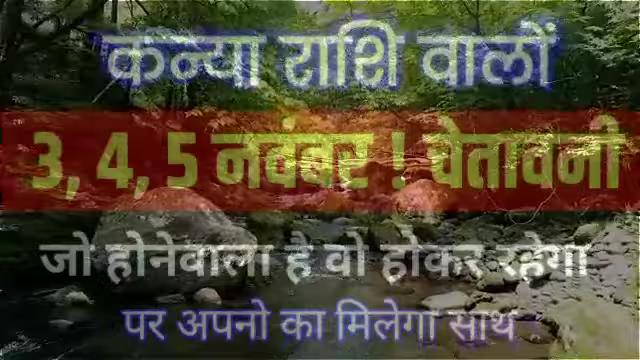 कन्या राशि वालों
3, 4, 5 नवंबर ! चेतावनी
जो होनेवाला है वो होकर रहेगा
पर अपनो का मिलेगा साथ